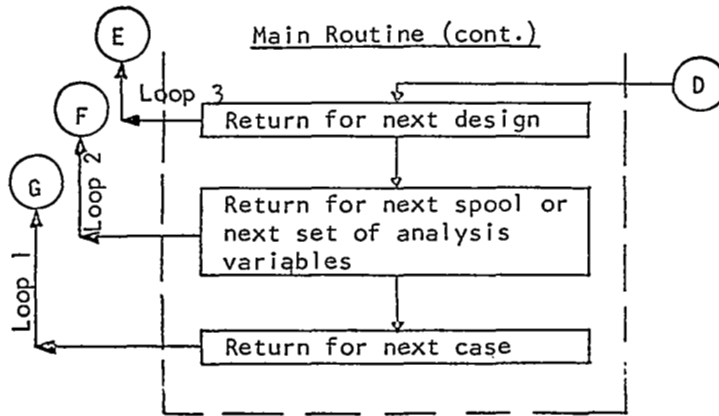 Main Routine (cont.)
E
D
Loop 3
F
Return for next design
Loop 2
G
Return for next spool or
next set of analysis
variables
Loop 1
Return for next case